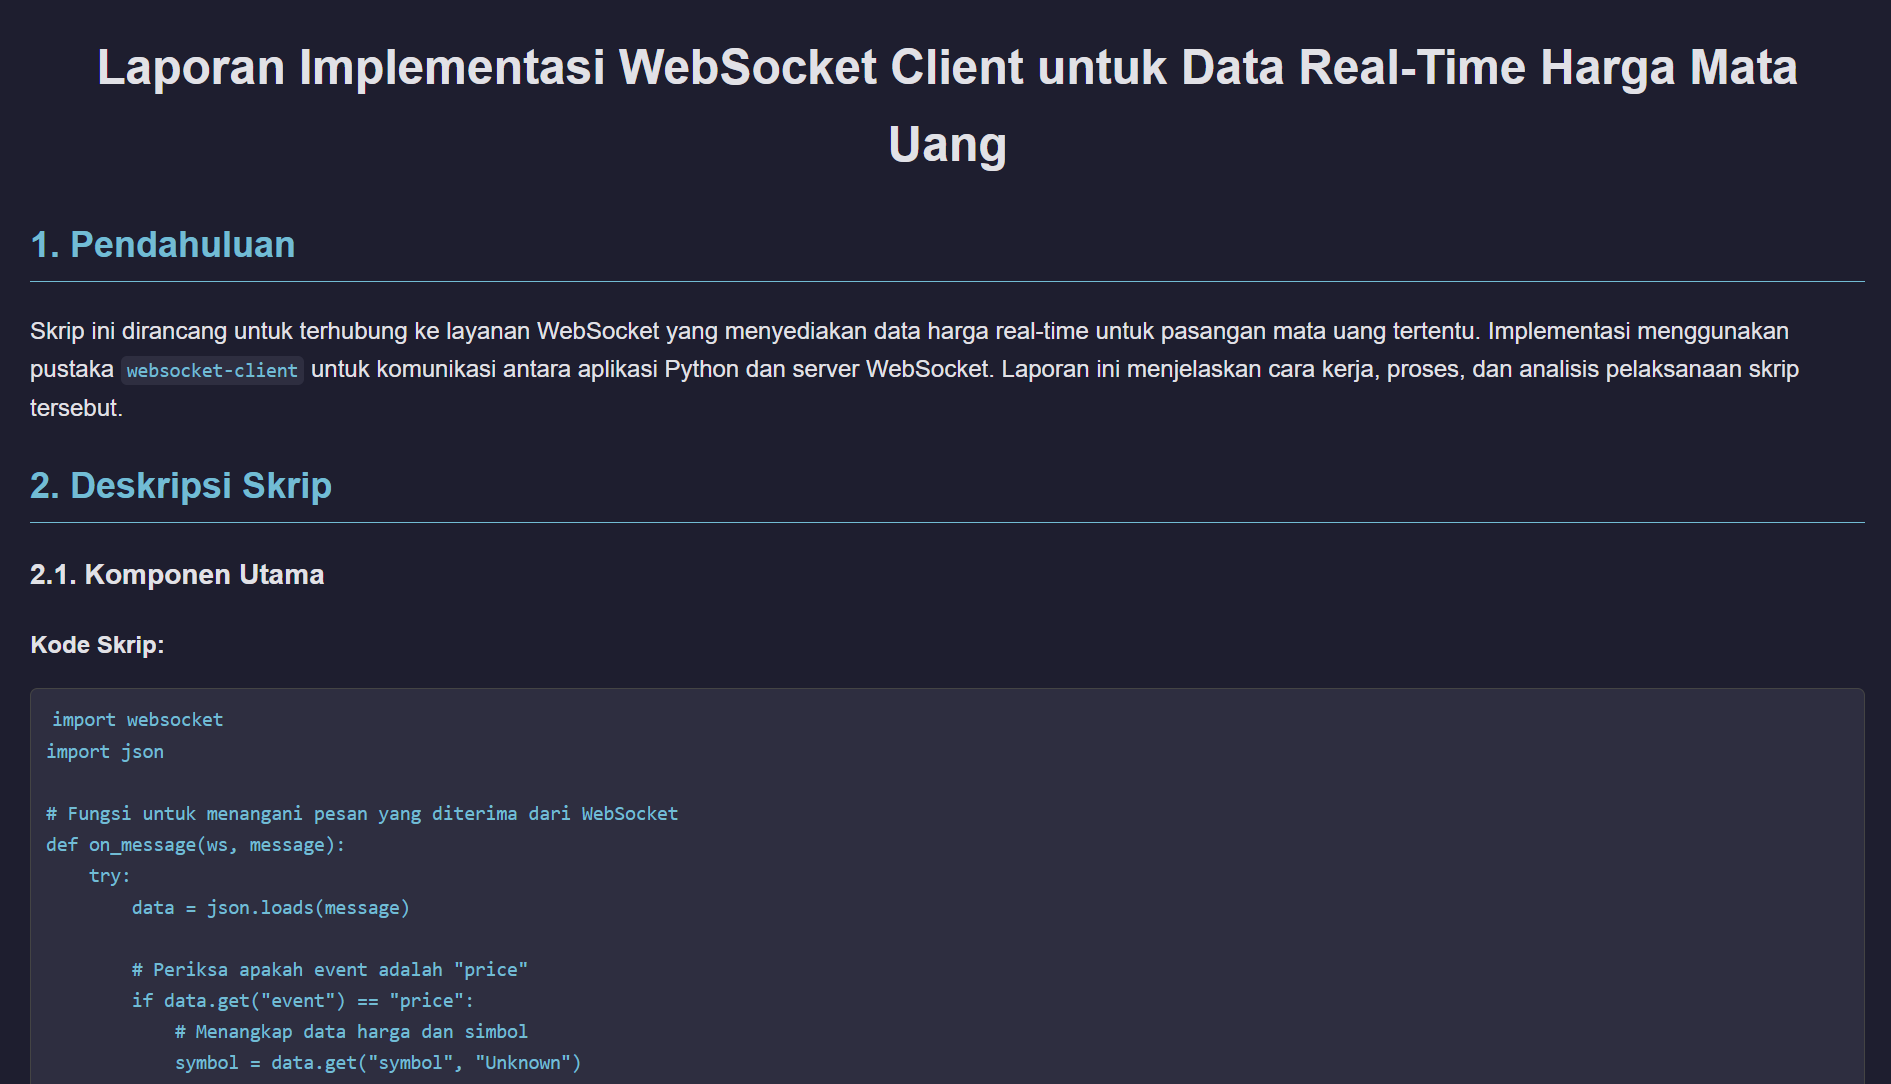 Laporan Implementasi WebSocket Client untuk Data Real-Time Harga Mata
Uang
1. Pendahuluan
Skrip ini dirancang untuk terhubung ke layanan WebSocket yang menyediakan data harga real-time untuk pasangan mata uang tertentu. Implementasi menggunakan
pustaka websocket-client untuk komunikasi antara aplikasi Python dan server WebSocket. Laporan ini menjelaskan cara kerja, proses, dan analisis pelaksanaan skrip
tersebut.
2. Deskripsi Skrip
2.1. Komponen Utama
Kode Skrip:
import websocket
import json
# Fungsi untuk menangani pesan yang diterima dari WebSocket
def on_message(ws, message):
    try:
        data = json.loads(message)
        # Periksa apakah event adalah "price"
        if data.get("event") == "price":
            # Menangkap data harga dan simbol
            symbol = data.get("symbol", "Unknown")